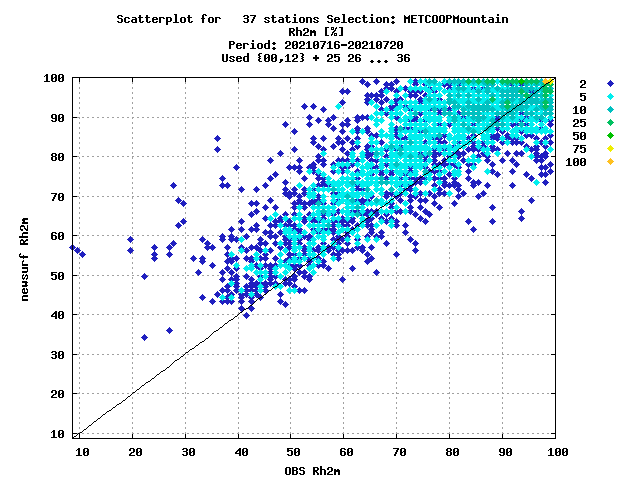 Scatterplot for   37 stations Selection: METCOOPMountain
Rh2m [%]
Period: 20210716-20210720
Used {00,12} + 25 26 ... 36
100
90
80
70
60
50
40
30
20
10
newsurf Rh2m
10 20 30 40 50 60 70 80 90 100
OBS Rh2m
2
5
10
25
50
75
100